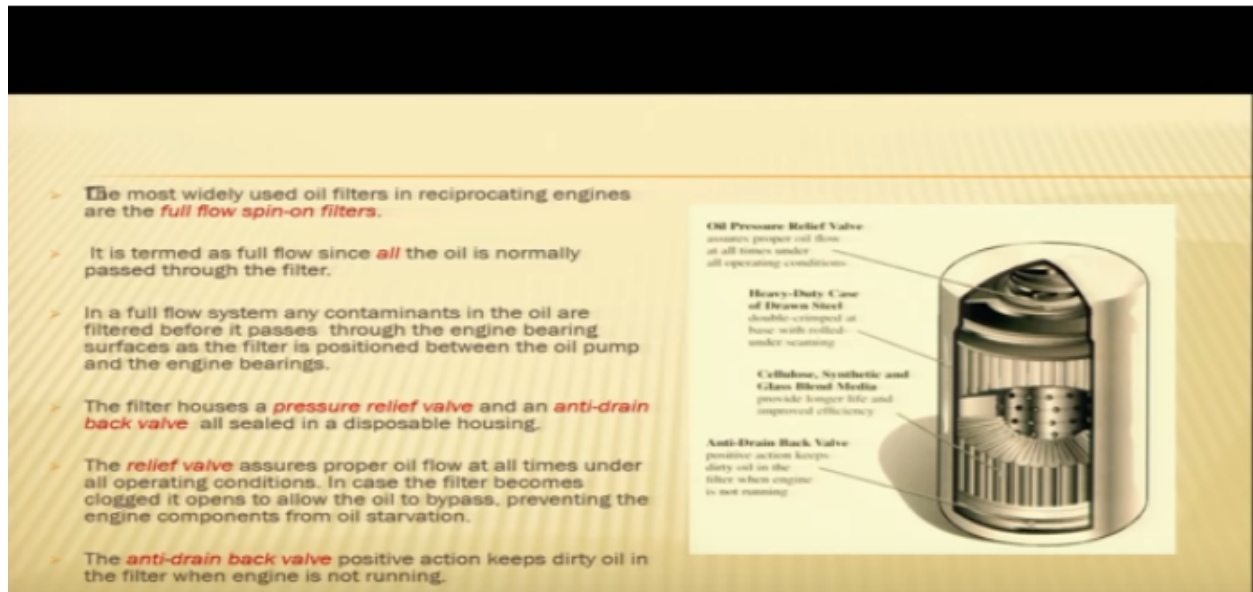 The most widely used oil filters in reciprocating engines
are the full flow spin-on filters.
It is termed as full flow since all the oil is normally
passed through the filter.
In a full flow system any contaminants in the oil are
filtered before it passes through the engine bearing
surfaces as the filter is positioned between the oil pump
and the engine bearings.
The filter houses a pressure relief valve and an anti-drain
back valve all sealed in a disposable housing.
The relief valve assures proper oil flow at all times under
all operating conditions. In case the filter becomes
clogged it opens to allow the oil to bypass, preventing the
engine components from oil starvation.
The anti-drain back valve positive action keeps dirty oil in
the filter when engine is not running.
Oil Pressure Relief Valve
assures proper oil flow
at all times under
all operating conditions.
Heavy-Duty Case
of Drawn Steel
double-crimped at
base with rolled-
under seaming
Cellulose, Synthetic and
Glass Blend Media
provide longer life and
improved efficiency
Anti-Drain Back Valve
positive action keeps
dirty oil in the
filter when engine
is not running